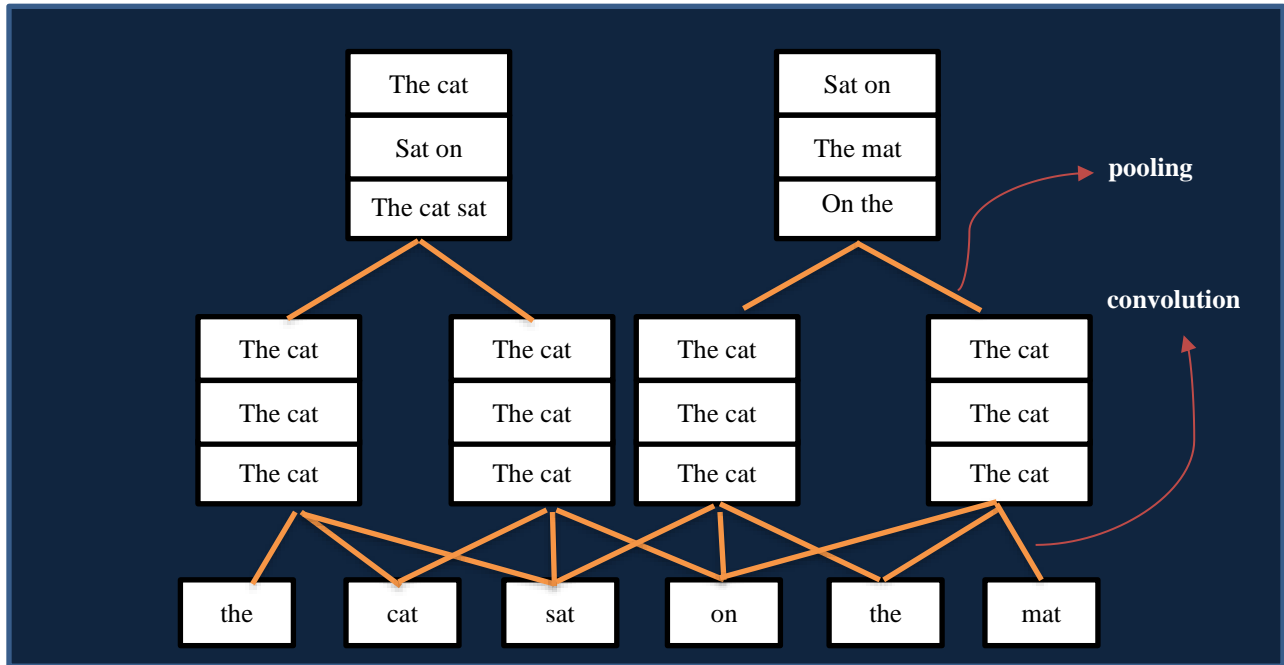 The cat
Sat on
The cat sat
Sat on
The mat
On the
pooling
convolution
The cat
The cat
The cat
The cat
The cat
The cat
The cat
The cat
The cat
The cat
The cat
The cat
the
cat
sat
on
the
mat